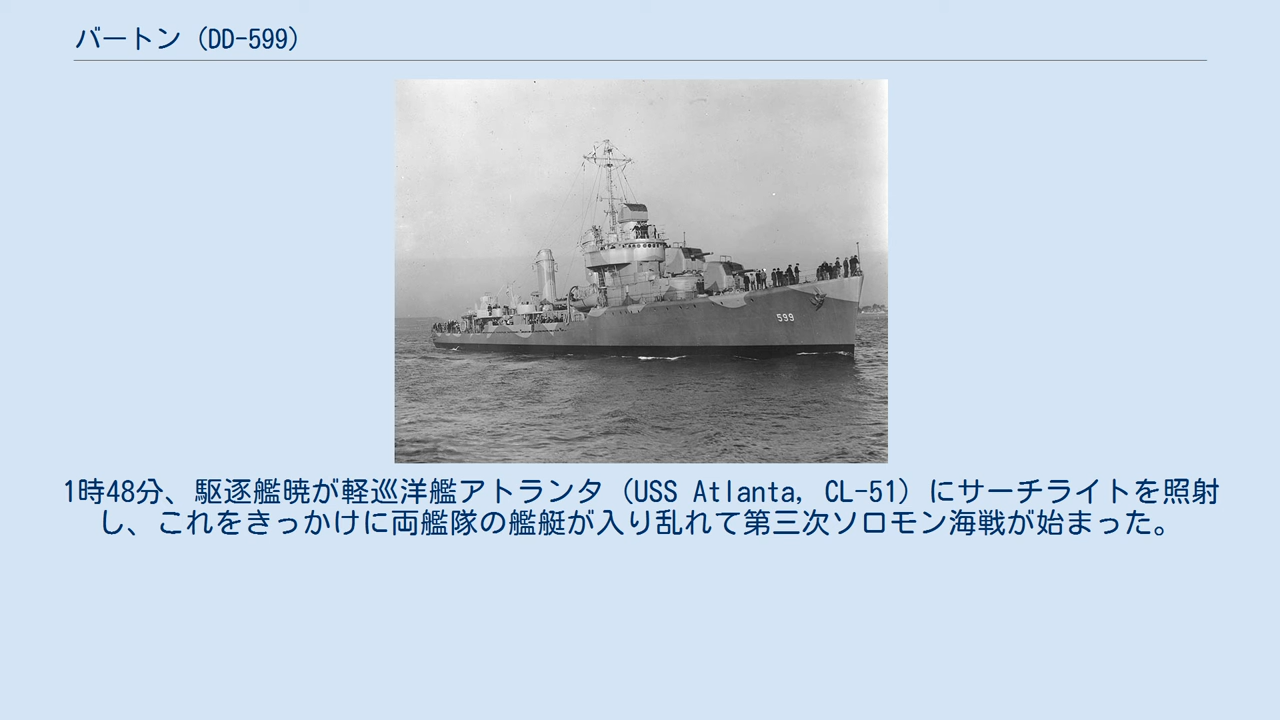 バートン（DD-599）
599
1時48分、駆逐艦暁が軽巡洋艦アトランタ（USS Atlanta, CL-51）にサーチライトを照射
し、これをきっかけに両艦隊の艦艇が入り乱れて第三次ソロモン海戦が始まった。